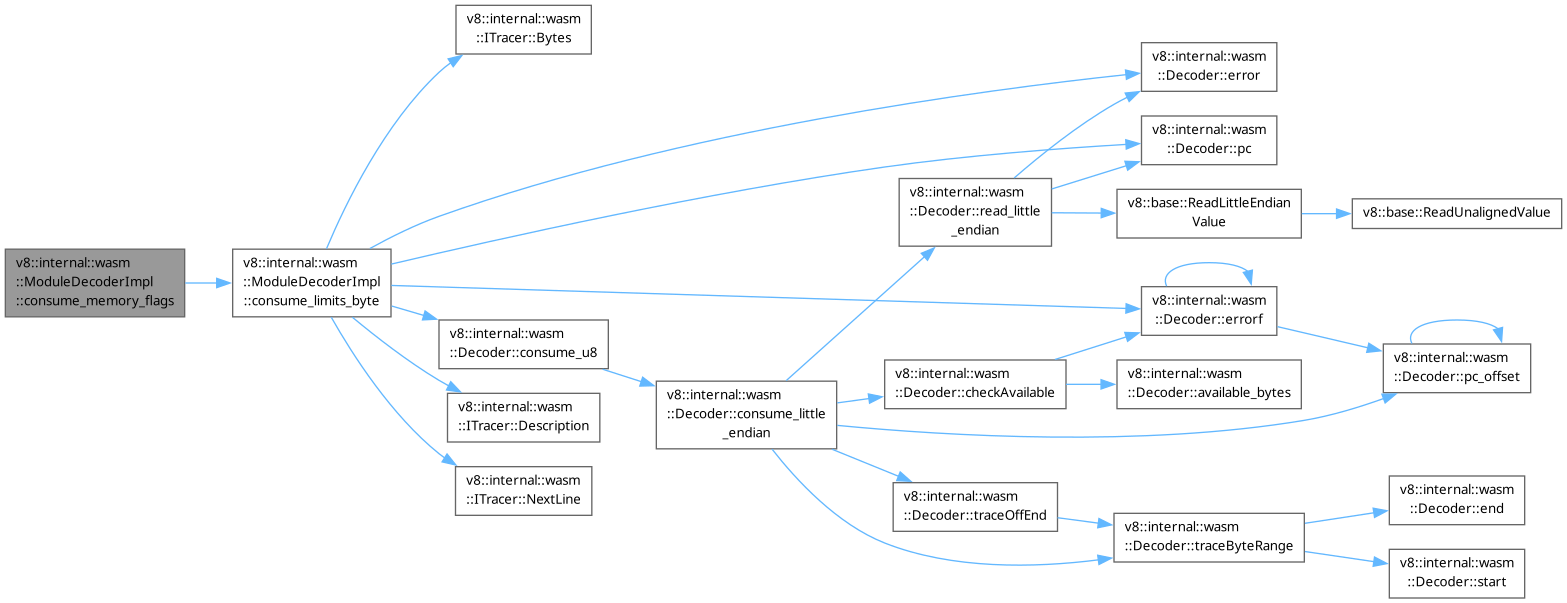 v8::internal::wasm
::ModuleDecoderImpl
::consume_memory_flags
v8::internal::wasm
::ModuleDecoderImpl
::consume_limits_byte
v8::internal::wasm
::ITracer::Bytes
v8::internal::wasm
::Decoder::consume_u8
v8::internal::wasm
::ITracer::Description
v8::internal::wasm
::ITracer::NextLine
v8::internal::wasm
::Decoder::consume_little
_endian
v8::internal::wasm
::Decoder::read_little
_endian
v8::internal::wasm
::Decoder::checkAvailable
v8::internal::wasm
::Decoder::traceOffEnd
v8::internal::wasm
::Decoder::error
v8::internal::wasm
::Decoder::pc
v8::base::ReadLittleEndian
Value
v8::internal::wasm
::Decoder::errorf
v8::internal::wasm
::Decoder::available_bytes
v8::internal::wasm
::Decoder::traceByteRange
v8::base::ReadUnalignedValue
v8::internal::wasm
::Decoder::pc_offset
v8::internal::wasm
::Decoder::end
v8::internal::wasm
::Decoder::start